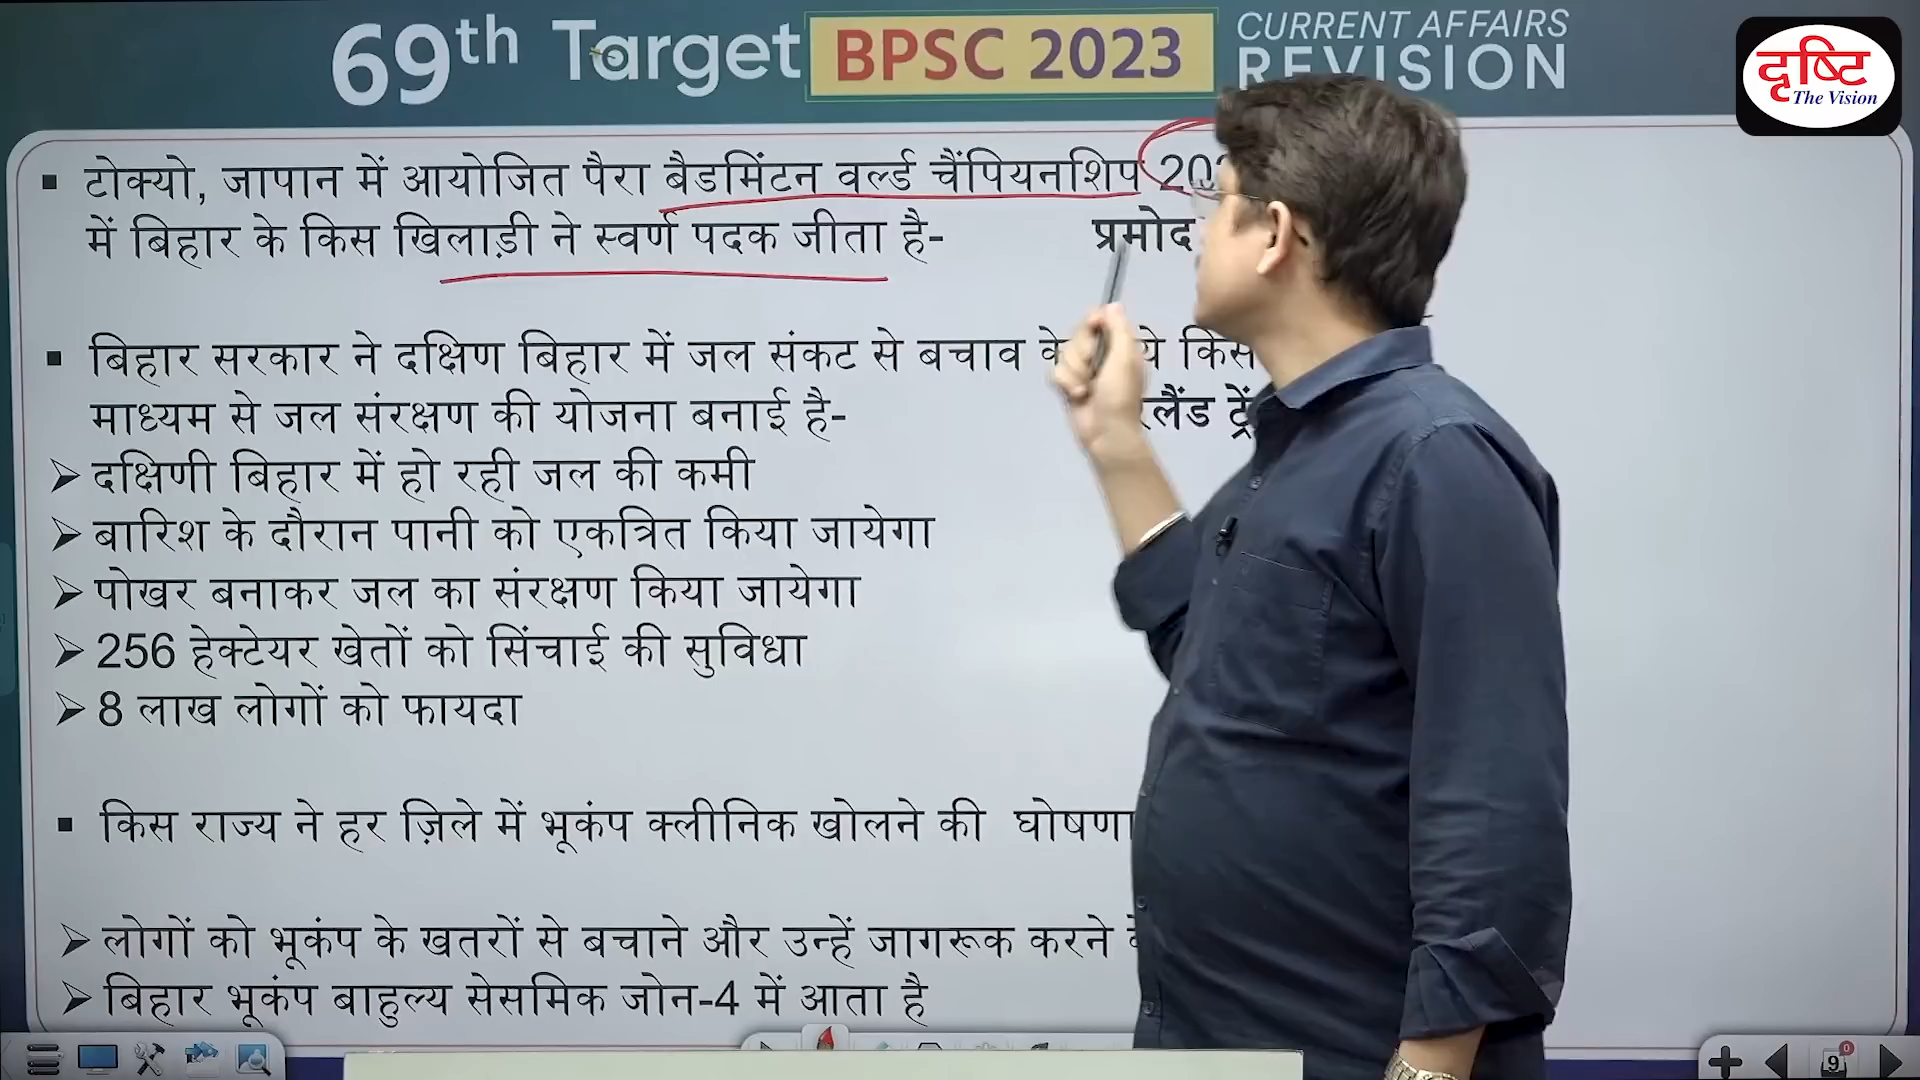 69th Target BPSC 2023 CURRENT AFFAIRS
REVISION
दृष्टि
The Vision
▪ टोक्यो, जापान में आयोजित पैरा बैडमिंटन वर्ल्ड चैंपियनशिप
में बिहार के किस खिलाड़ी ने स्वर्ण पदक जीता है- प्रमोद
▪ बिहार सरकार ने दक्षिण बिहार में जल संकट से बचाव किस
माध्यम से जल संरक्षण की योजना बनाई है-
➢ दक्षिणी बिहार में हो रही जल की कमी
➢ बारिश के दौरान पानी को एकत्रित किया जायेगा
➢ पोखर बनाकर जल का संरक्षण किया जायेगा
➢ 256 हेक्टेयर खेतों को सिंचाई की सुविधा
➢ 8 लाख लोगों को फायदा
▪ किस राज्य ने हर ज़िले में भूकंप क्लीनिक खोलने की घोषणा
➢ लोगों को भूकंप के खतरों से बचाने और उन्हें जागरूक करने
➢ बिहार भूकंप बाहुल्य सेसमिक जोन-4 में आता है
9
0